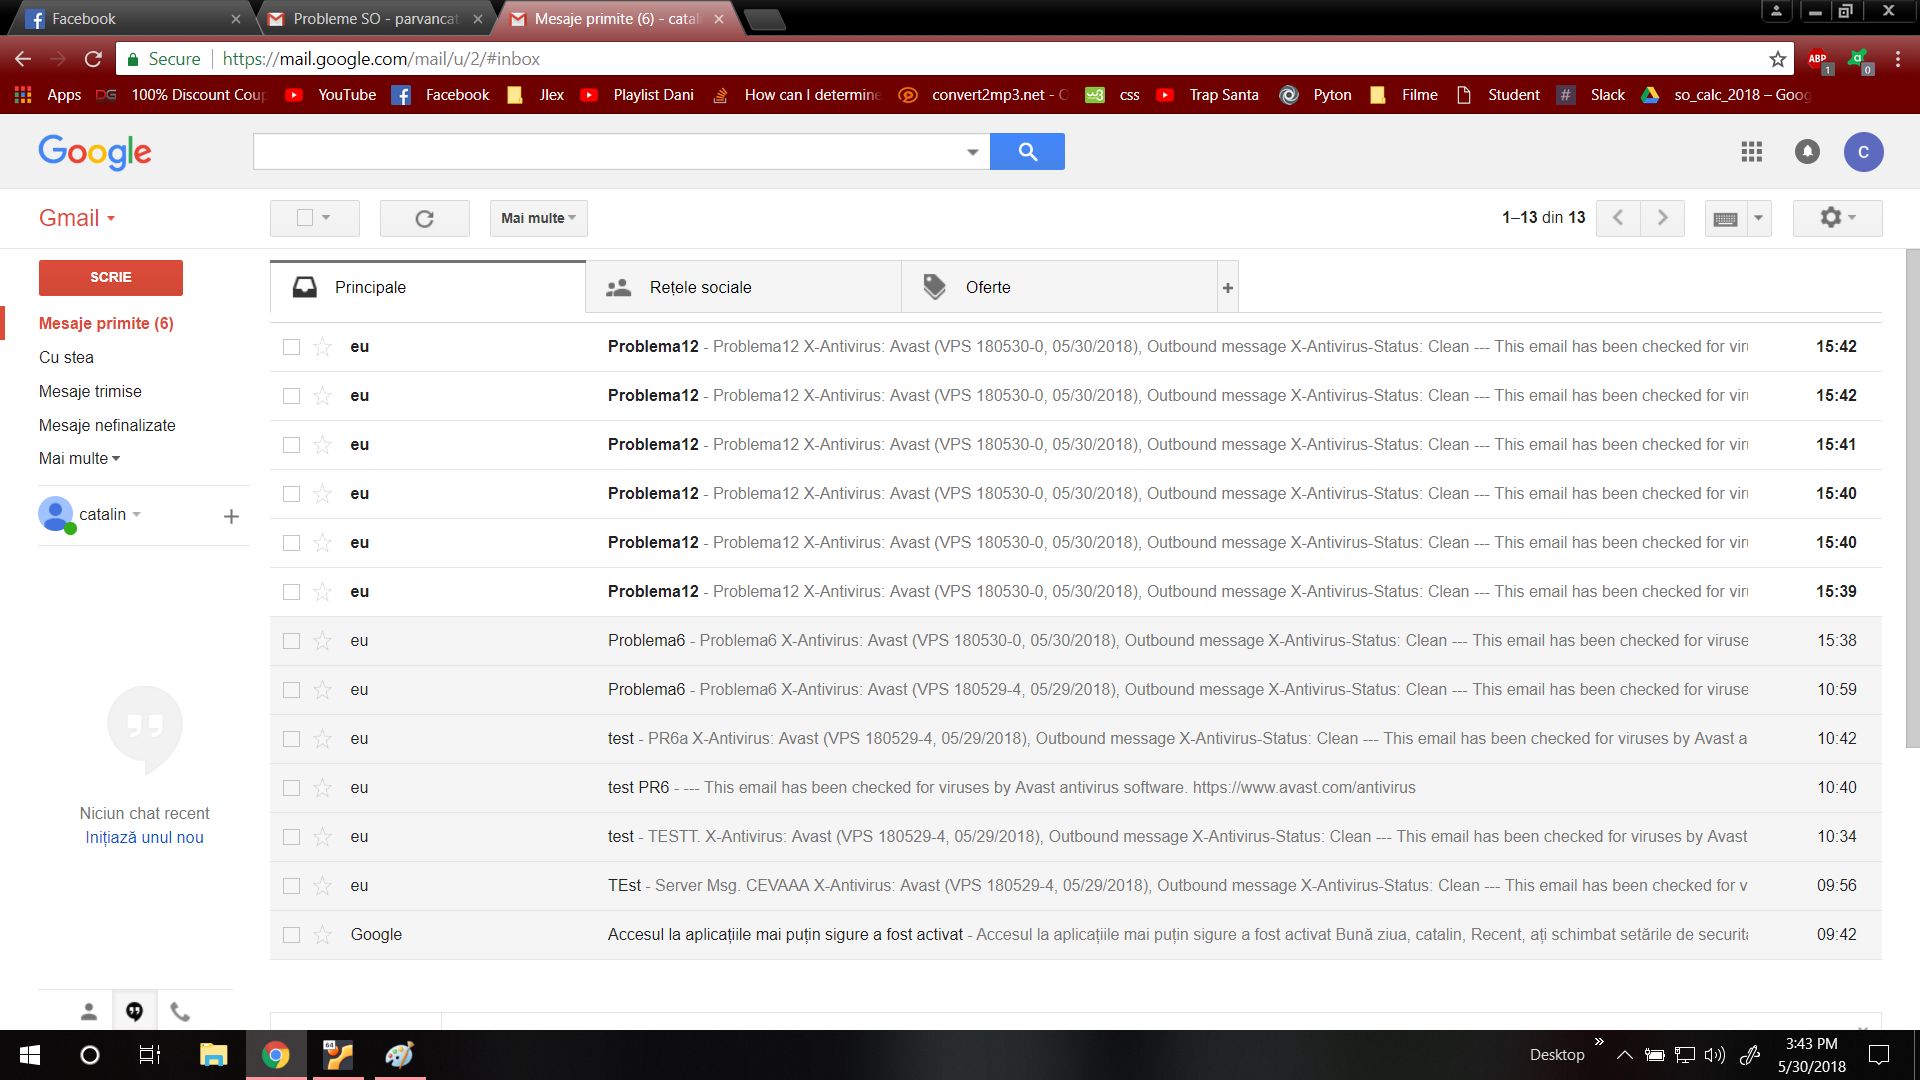 Facebook
Probleme SO - parvancat
Mesaje primite (6) - catal
Secure
https://mail.google.com/mail/u/2/#inbox
ABP
1
a
0
Apps
DG
100% Discount Coup
YouTube
Facebook
Jlex
Playlist Dani
How can I determine
convert2mp3.net - O
w3
css
Trap Santa
Pyton
Filme
Student
#
Slack
so_calc_2018 – Goog
Google
C
Gmail
Mai multe
1–13 din 13
SCRIE
Principale
Rețele sociale
Oferte
+
Mesaje primite (6)
Cu stea
Mesaje trimise
Mesaje nefinalizate
Mai multe
catalin
+
eu Problema12 - Problema12 X-Antivirus: Avast (VPS 180530-0, 05/30/2018), Outbound message X-Antivirus-Status: Clean --- This email has been checked for viru 15:42
eu Problema12 - Problema12 X-Antivirus: Avast (VPS 180530-0, 05/30/2018), Outbound message X-Antivirus-Status: Clean --- This email has been checked for viru 15:42
eu Problema12 - Problema12 X-Antivirus: Avast (VPS 180530-0, 05/30/2018), Outbound message X-Antivirus-Status: Clean --- This email has been checked for viru 15:41
eu Problema12 - Problema12 X-Antivirus: Avast (VPS 180530-0, 05/30/2018), Outbound message X-Antivirus-Status: Clean --- This email has been checked for viru 15:40
eu Problema12 - Problema12 X-Antivirus: Avast (VPS 180530-0, 05/30/2018), Outbound message X-Antivirus-Status: Clean --- This email has been checked for viru 15:40
eu Problema12 - Problema12 X-Antivirus: Avast (VPS 180530-0, 05/30/2018), Outbound message X-Antivirus-Status: Clean --- This email has been checked for viru 15:39
eu Problema6 - Problema6 X-Antivirus: Avast (VPS 180530-0, 05/30/2018), Outbound message X-Antivirus-Status: Clean --- This email has been checked for viruse 15:38
eu Problema6 - Problema6 X-Antivirus: Avast (VPS 180529-4, 05/29/2018), Outbound message X-Antivirus-Status: Clean --- This email has been checked for viruse 10:59
eu test - PR6a X-Antivirus: Avast (VPS 180529-4, 05/29/2018), Outbound message X-Antivirus-Status: Clean --- This email has been checked for viruses by Avast a 10:42
eu test PR6 - --- This email has been checked for viruses by Avast antivirus software. https://www.avast.com/antivirus 10:40
eu test - TESTT. X-Antivirus: Avast (VPS 180529-4, 05/29/2018), Outbound message X-Antivirus-Status: Clean --- This email has been checked for viruses by Avast 10:34
eu TEst - Server Msg. CEVAAA X-Antivirus: Avast (VPS 180529-4, 05/29/2018), Outbound message X-Antivirus-Status: Clean --- This email has been checked for v 09:56
Google Accesul la aplicațiile mai puțin sigure a fost activat - Accesul la aplicațiile mai puțin sigure a fost activat Bună ziua, catalin, Recent, ați schimbat setările de securita 09:42
Niciun chat recent
Inițiază unul nou
64
Desktop
3:43 PM
5/30/2018